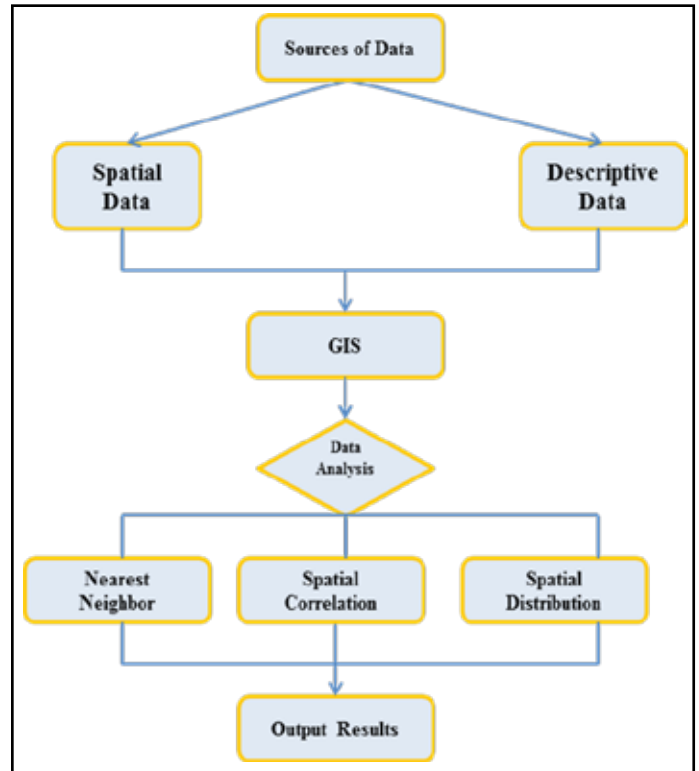 Sources of Data
Spatial
Data
Descriptive
Data
GIS
Data
Analysis
Nearest
Neighbor
Spatial
Correlation
Spatial
Distribution
Output Results